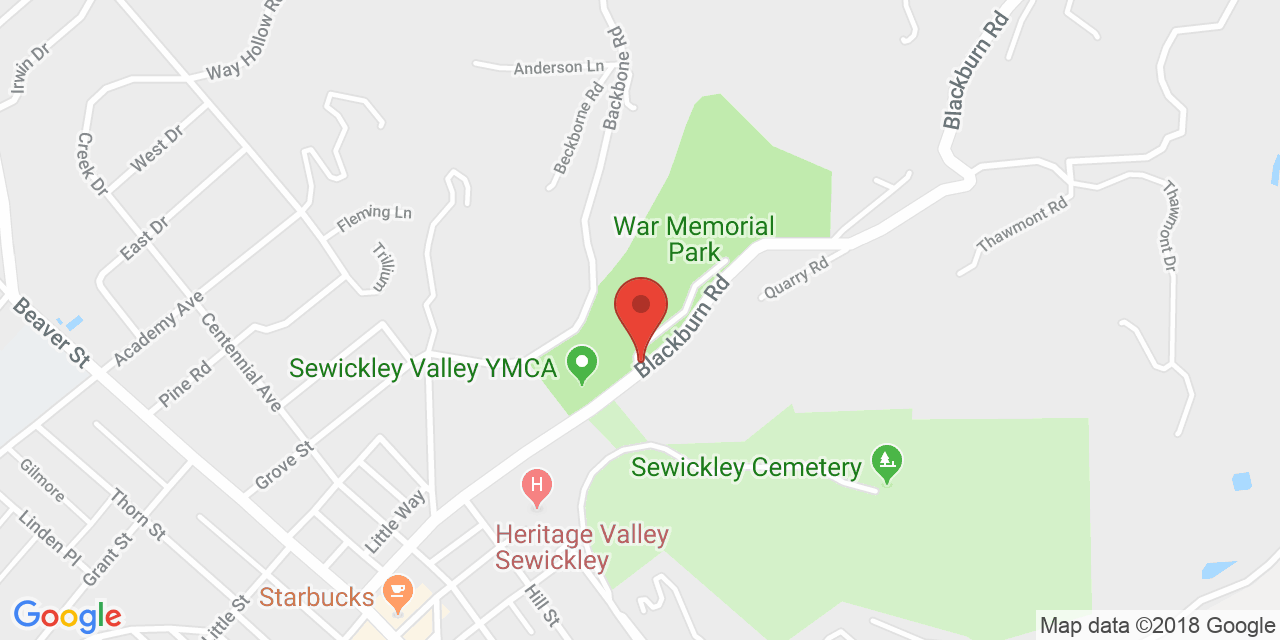 Irwin Dr
Way Hollow Rd
Anderson Ln
Backbone Rd
Beckborne Rd
Blackburn Rd
Creek Dr
West Dr
East Dr
Fleming Ln
Trillium
War Memorial
Park
Thawmont Rd
Thawmont Dr
Quarry Rd
Beaver St
Academy Ave
Centennial Ave
Pine Rd
Blackburn Rd
Sewickley Valley YMCA
Grove St
Sewickley Cemetery
Gilmore
Linden Pl
Thorn St
Grant St
Little Way
H
Heritage Valley
Sewickley
Starbucks
Hill St
Little St
Google
Map data ©2018 Google